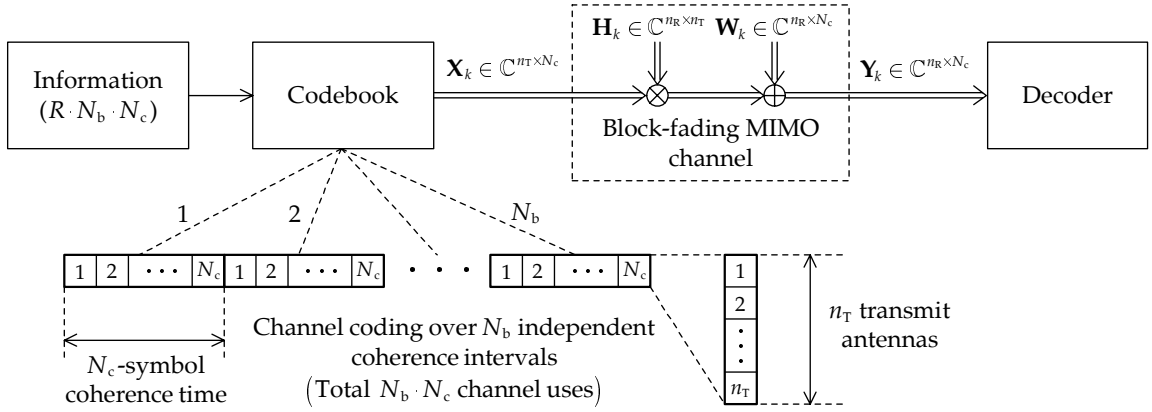 Information
(R · N_b · N_c)
Codebook
X_k ∈ ℂ^{n_T×N_c}
H_k ∈ ℂ^{n_R×n_T}
W_k ∈ ℂ^{n_R×N_c}
Block-fading MIMO
channel
Y_k ∈ ℂ^{n_R×N_c}
Decoder
1
2
N_b
1 2 ··· N_c 1 2 ··· N_c · · · · 1 2 ··· N_c
N_c-symbol
coherence time
Channel coding over N_b independent
coherence intervals
(Total N_b · N_c channel uses)
1
2
⋮
n_T
n_T transmit
antennas